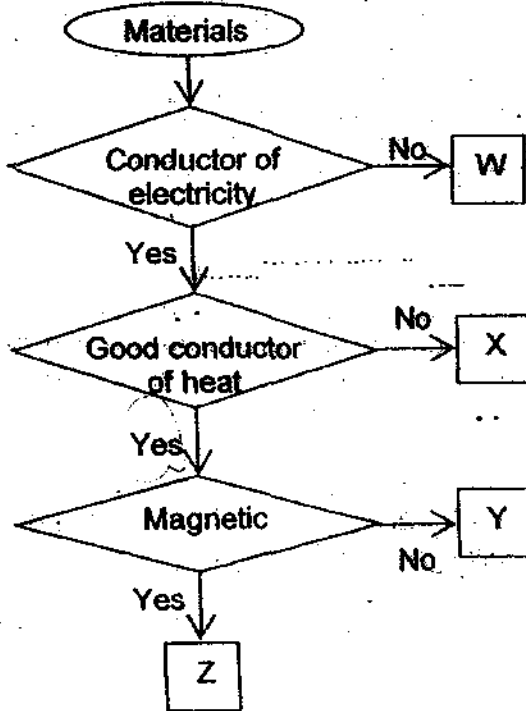 Materials
Conductor of
electricity
No
W
Yes
Good conductor
of heat
No
X
Yes
Magnetic
No
Y
Yes
Z